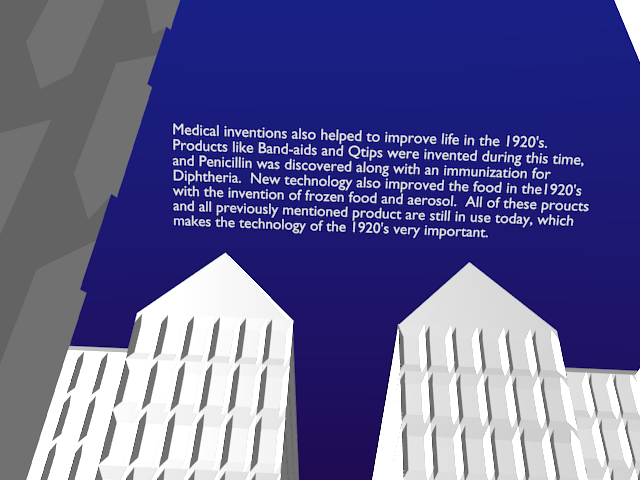 Medical inventions also helped to improve life in the 1920's.
Products like Band-aids and Qtips were invented during this time,
and Penicillin was discovered along with an immunization for
Diphtheria.  New technology also improved the food in the1920's
with the invention of frozen food and aerosol.  All of these proucts
and all previously mentioned product are still in use today, which
makes the technology of the 1920's very important.